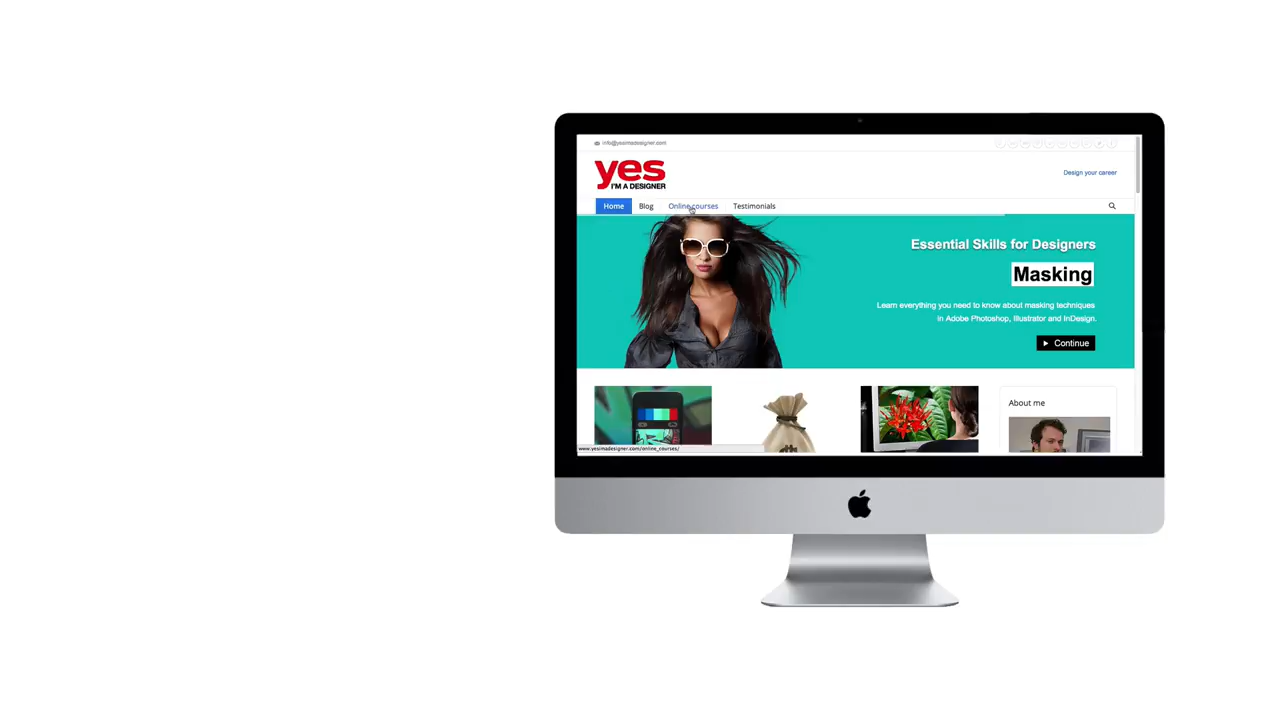 info@yesimadesigner.com
yes
I'M A DESIGNER
Design your career
Home Blog Online courses Testimonials
Essential Skills for Designers
Masking
Learn everything you need to know about masking techniques
in Adobe Photoshop, Illustrator and InDesign.
Continue
About me
www.yesimadesigner.com/online_courses/